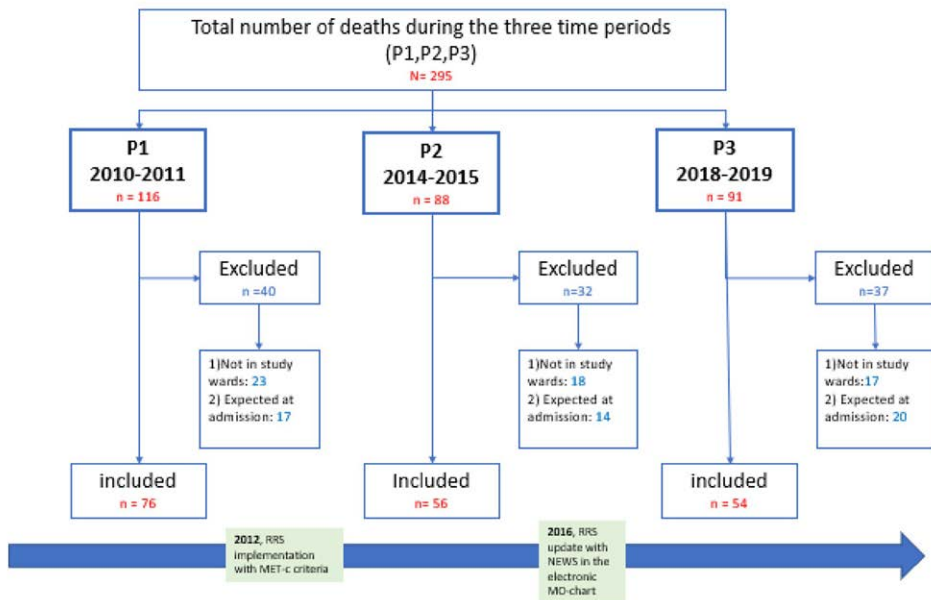 Total number of deaths during the three time periods
(P1,P2,P3)
N= 295
P1
2010-2011
n = 116
P2
2014-2015
n = 88
P3
2018-2019
n = 91
Excluded
n =40
Excluded
n=32
Excluded
n=37
1)Not in study
wards: 23
2) Expected at
admission: 17
1)Not in study
wards: 18
2) Expected at
admission: 14
1)Not in study
wards:17
2) Expected at
admission: 20
included
n = 76
Included
n= 56
included
n = 54
2012, RRS
implementation
with MET-c criteria
2016, RRS
update with
NEWS in the
electronic
MO-chart